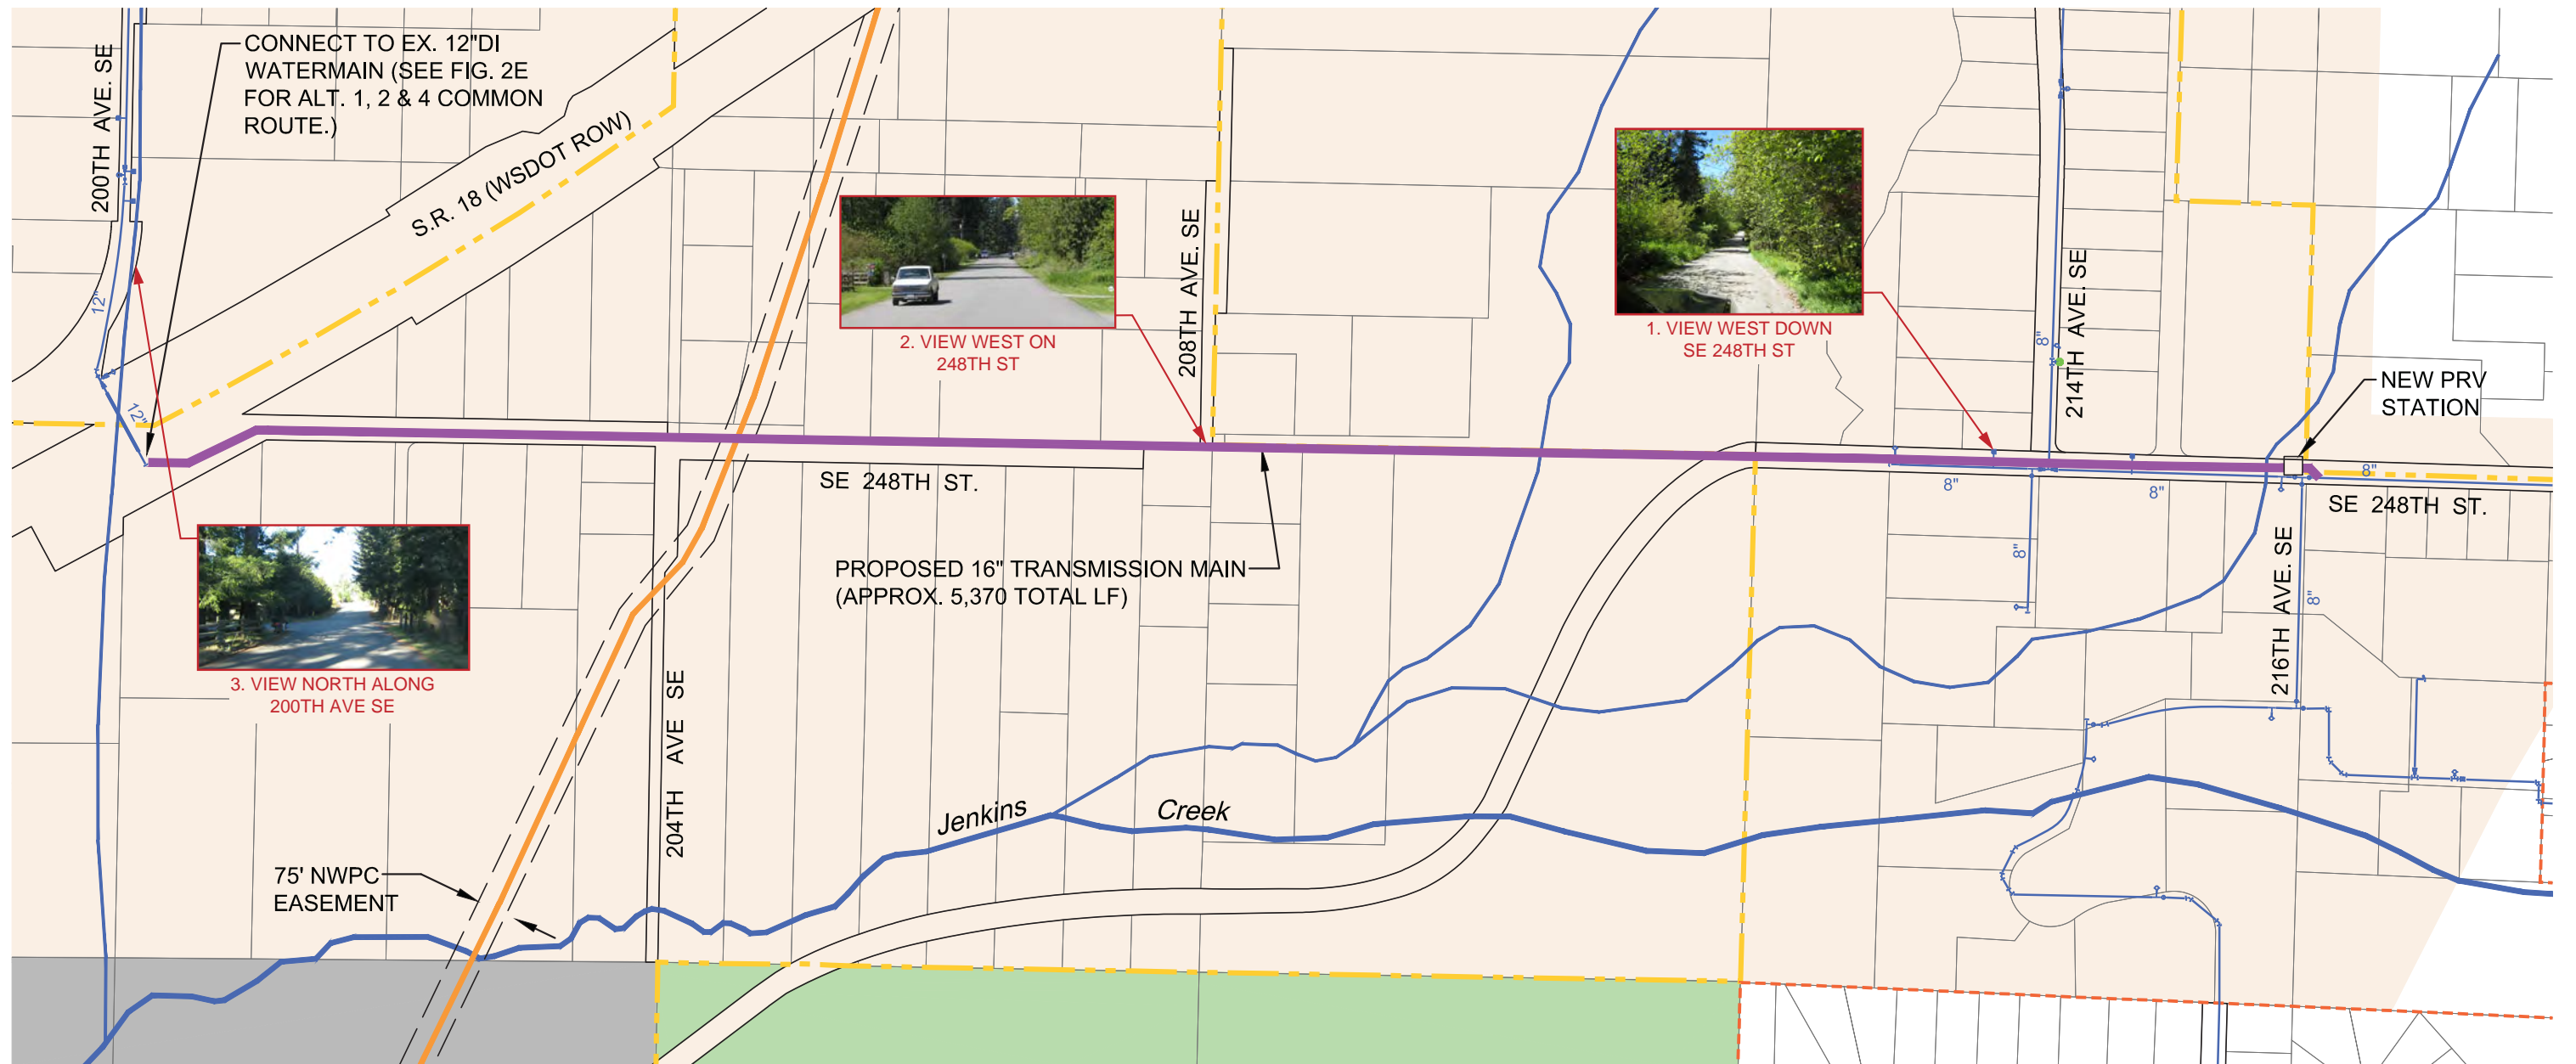 CONNECT TO EX. 12"DI
WATERMAIN (SEE FIG. 2E
FOR ALT. 1, 2 & 4 COMMON
ROUTE.)
200TH AVE. SE
S.R. 18 (WSDOT ROW)
12"
12"
2. VIEW WEST ON
248TH ST
208TH AVE. SE
1. VIEW WEST DOWN
SE 248TH ST
8"
214TH AVE. SE
NEW PRV
STATION
SE 248TH ST.
8"
8"
8"
SE 248TH ST.
8"
216TH AVE. SE
8"
PROPOSED 16" TRANSMISSION MAIN
(APPROX. 5,370 TOTAL LF)
3. VIEW NORTH ALONG
200TH AVE SE
204TH AVE SE
Jenkins Creek
75' NWPC
EASEMENT